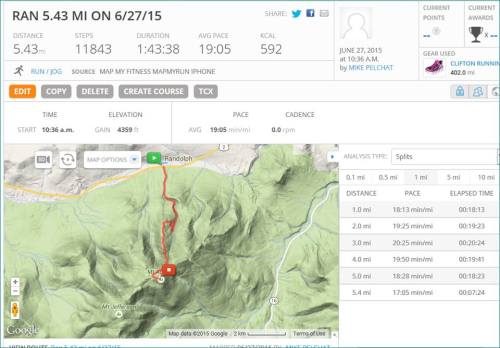 RAN 5.43 MI ON 6/27/15
SHARE:
DISTANCE STEPS DURATION AVG PACE KCAL
5.43mi 11843 1:43:38 19:05 592
JUNE 27, 2015
at 10:36 A.M.
by MIKE PELCHAT
CURRENT POINTS
--
CURRENT AWARDS
x --
GEAR USED
CLIFTON RUNNIN
402.0 mi
RUN / JOG SOURCE MAP MY FITNESS MAPMYRUN IPHONE
EDIT COPY DELETE CREATE COURSE TCX
TIME ELEVATION PACE CADENCE
START 10:36 a.m. GAIN 4359 ft AVG 19:05 min/mi 0.0 rpm
3D MAP OPTIONS
Randolph
2
Mt Jefferson
16
Google
Map data ©2015 Google 2 km Terms of Use
ANALYSIS TYPE: Splits
0.1 mi 0.5 mi 1 mi 5 mi 10 mi
DISTANCE PACE ELAPSED TIME
1.0 mi 18:13 min/mi 00:18:13
2.0 mi 19:25 min/mi 00:19:23
3.0 mi 20:25 min/mi 00:20:24
4.0 mi 19:50 min/mi 00:19:41
5.0 mi 18:28 min/mi 00:18:23
5.4 mi 17:05 min/mi 00:07:24